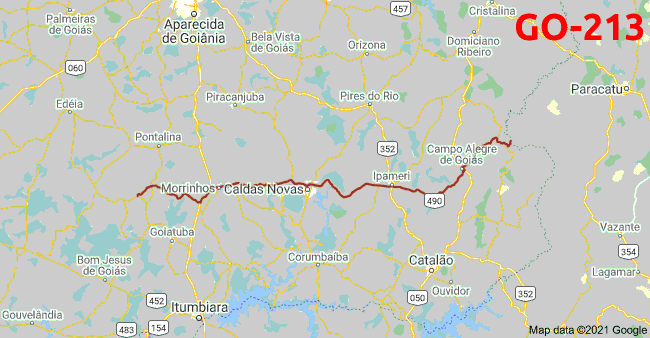 Palmeiras
de Goiás
Aparecida
de Goiânia
457
Cristalina
GO-213
Bela Vista
de Goiás
Orizona
Domiciano
Ribeiro
060
Paracatu
Edéia
Piracanjuba
Pires do Rio
Pontalina
352
Campo Alegre
de Goiás
Morrinhos
Caldas Novas
Ipameri
490
Goiatuba
Vazante
354
Bom Jesus
de Goiás
Corumbaíba
Catalão
Lagamar
452
050
Ouvidor
352
Itumbiara
Gouvelândia
483
154
Map data ©2021 Google